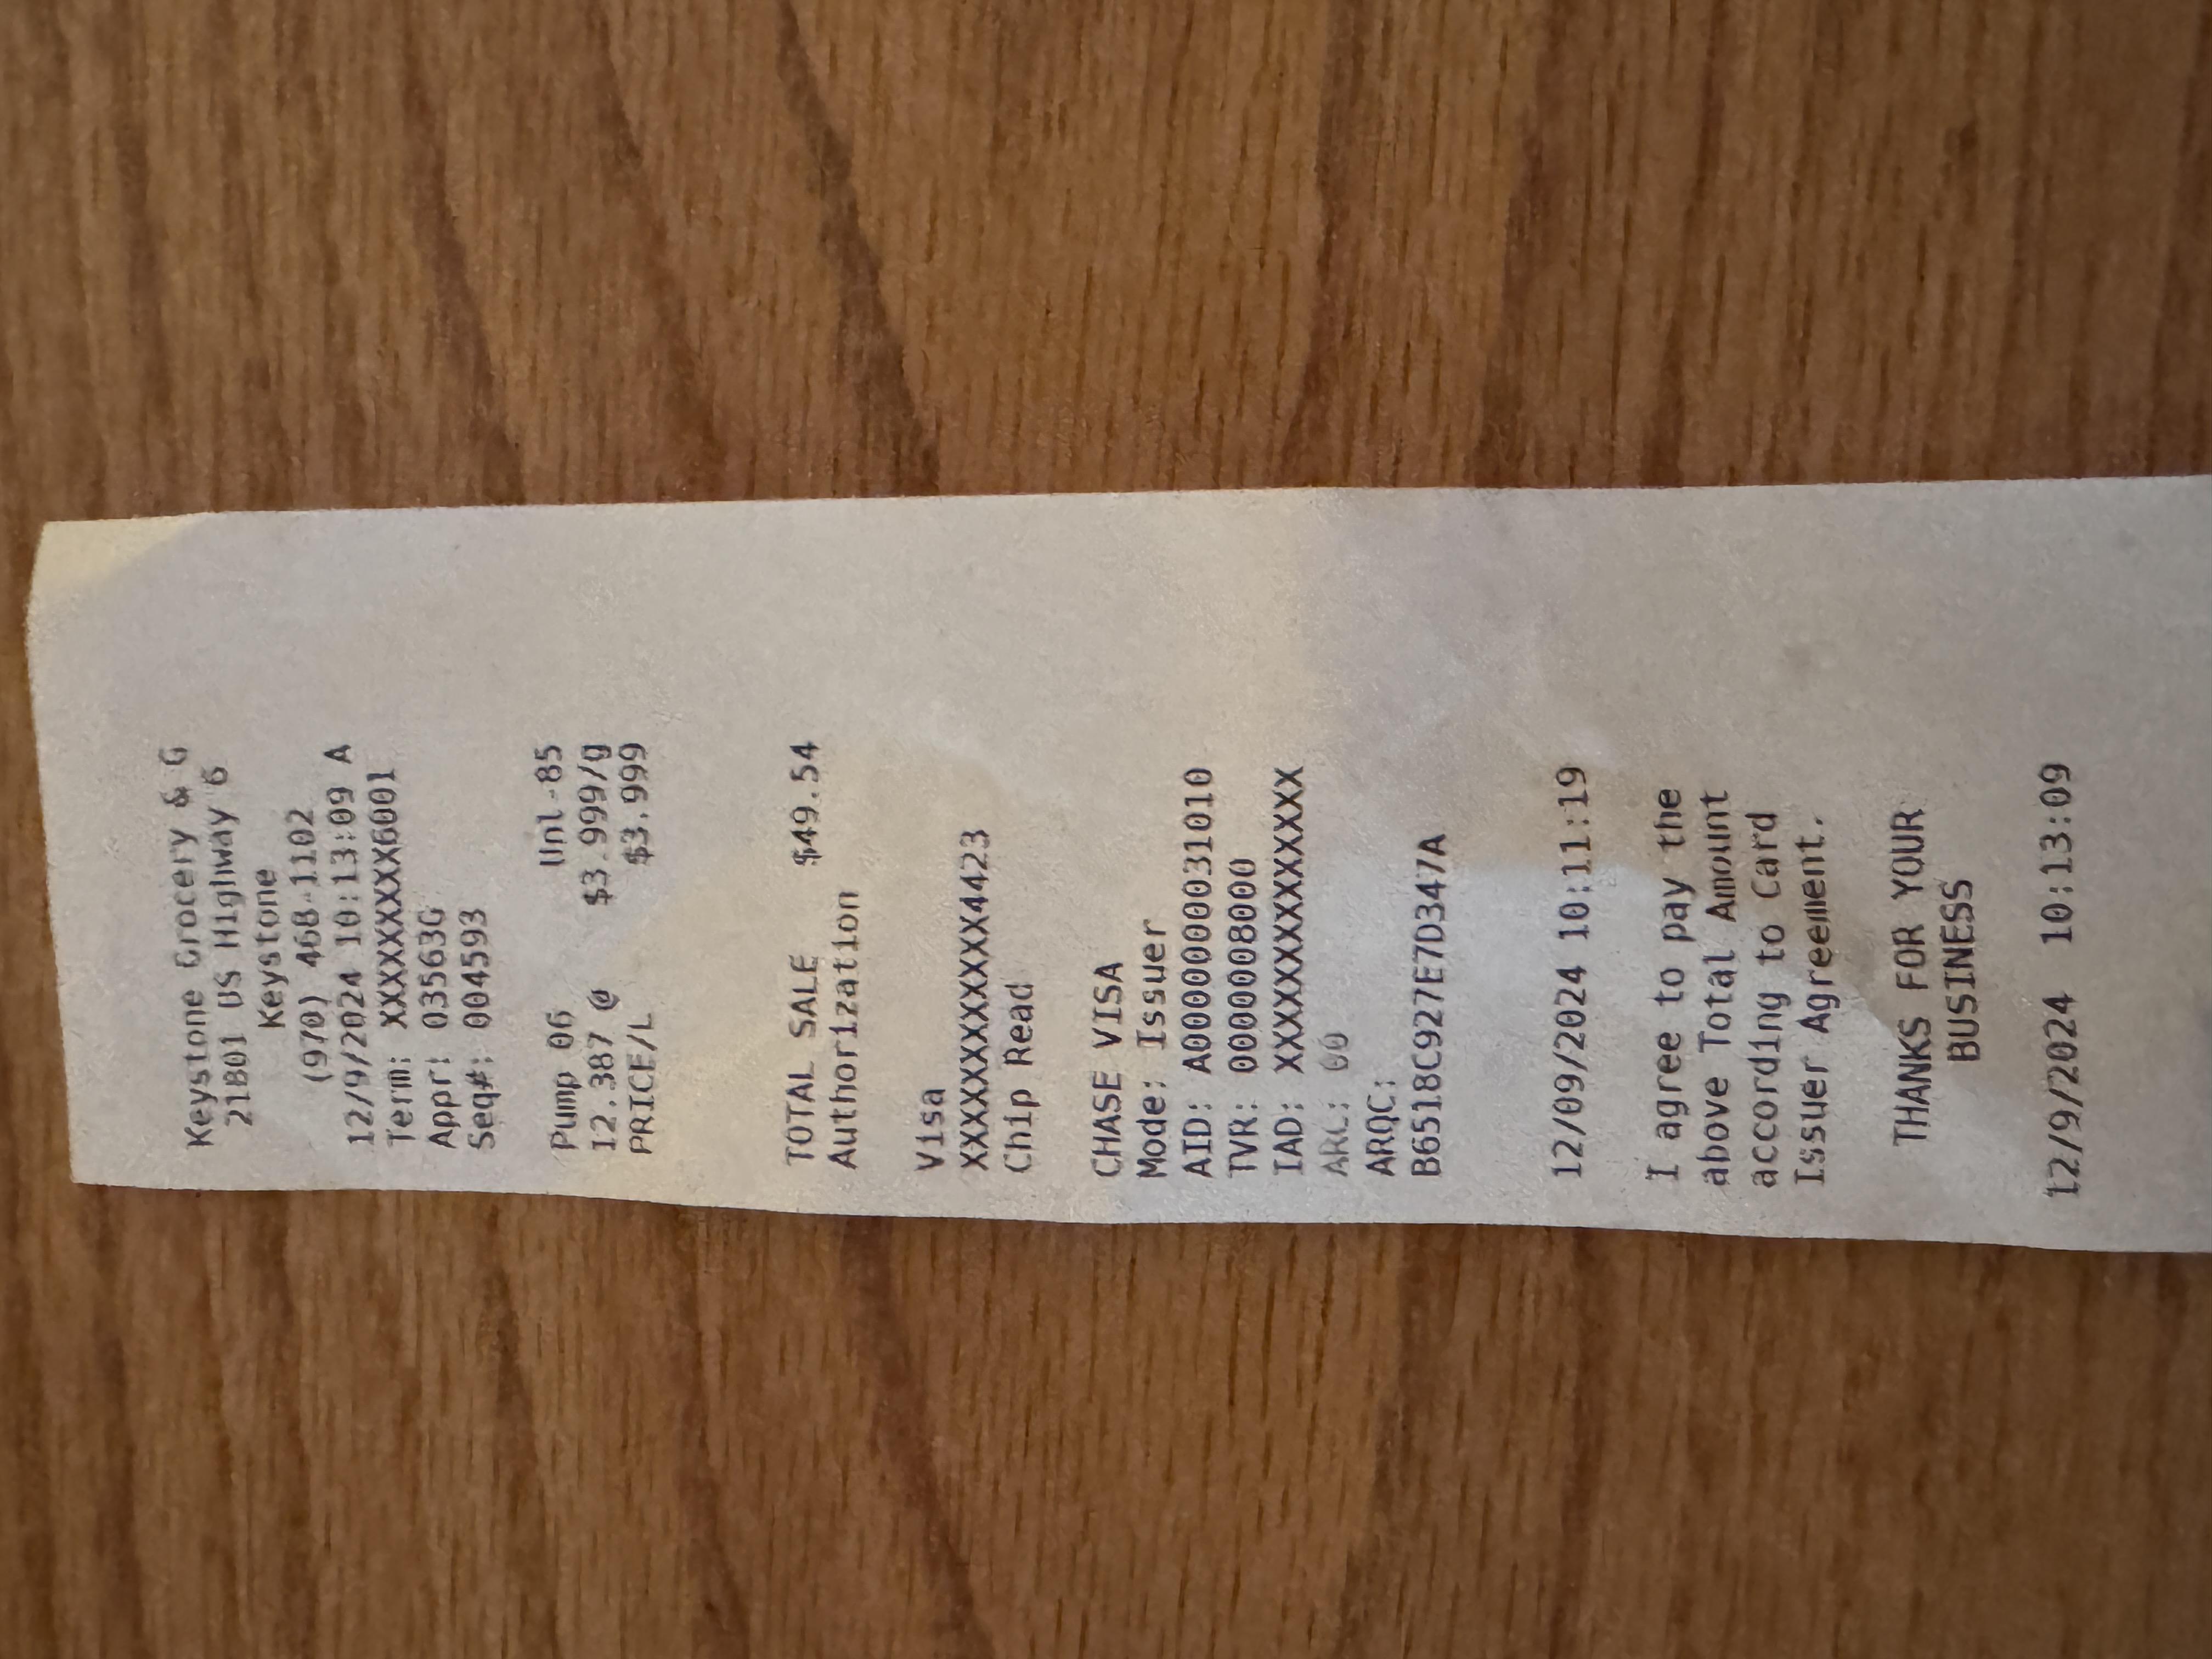 Keystone Grocery & G
21801 US Highway 6
Keystone
(970) 468-1102
12/9/2024 10:13:09 A
Term: XXXXXXXXXX6001
Appr: 03563G
Seq#: 004593
Pump 06 Unl-85
12.387 @ $3.999/g
PRICE/L $3.999
TOTAL SALE $49.54
Authorization
Visa
XXXXXXXXXXXX4423
Chip Read
CHASE VISA
Mode: Issuer
AID: A0000000031010
TVR: 0000008000
IAD: XXXXXXXXXXXXXX
ARC: 00
ARQC:
B6518C927E7D347A
12/09/2024 10:11:19
I agree to pay the
above Total Amount
according to Card
Issuer Agreement.
THANKS FOR YOUR
BUSINESS
12/9/2024 10:13:09